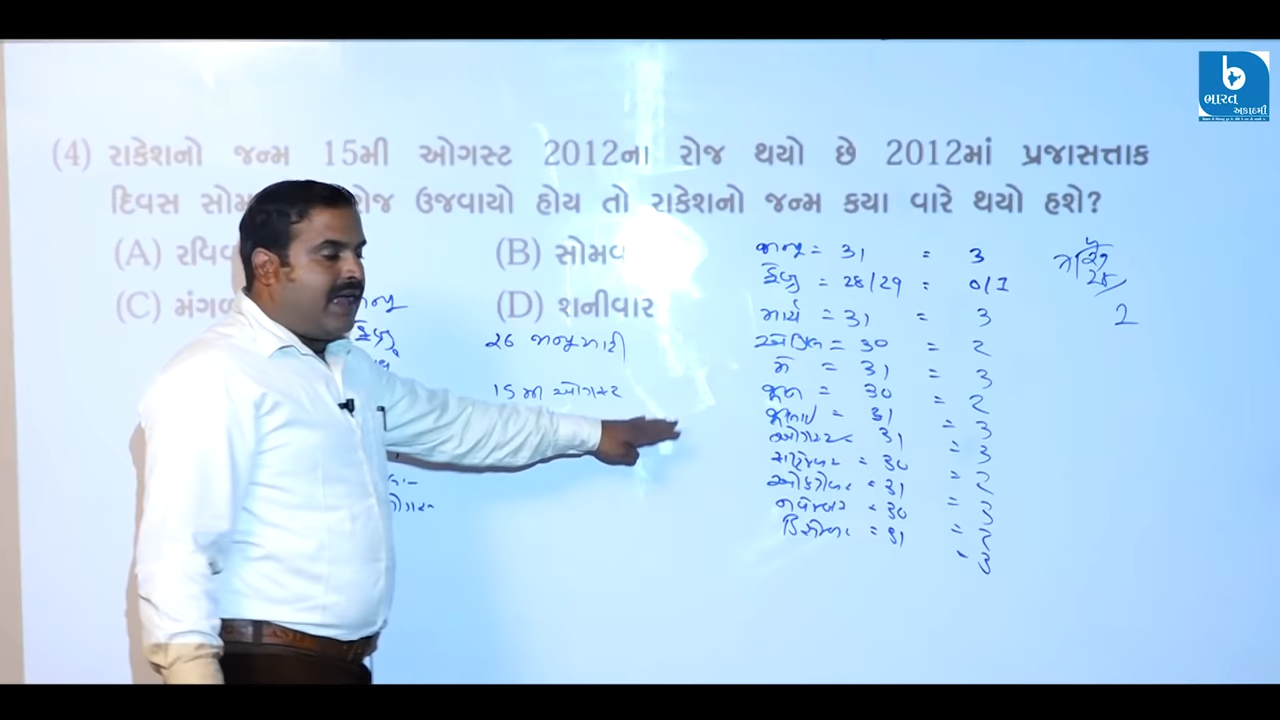 ભારત
અકાદમી
(4) રાકેશનો જન્મ 15મી ઓગસ્ટ 2012ના રોજ થયો છે 2012માં પ્રજાસત્તાક
દિવસ સોમ રોજ ઉજવાયો હોય તો રાકેશનો જન્મ કયા વારે થયો હશે?
(A) રવિવ
(B) સોમવ
(C) મંગળ
(D) શનીવાર
26 જાન્યુઆરી
15મી ઓગસ્ટ
જાન્યુ = 31 = 3
ફેબ્રુ = 28/29 = 0/1
માર્ચ = 31 = 3
એપ્રિલ = 30 = 2
મે = 31 = 3
જૂન = 30 = 2
જુલાઈ = 31 = 3
ઓગસ્ટ = 31 = 3
સપ્ટેમ્બર = 30 = 2
ઓક્ટોબર = 31 = 3
નવેમ્બર = 30 = 2
ડિસેમ્બર = 31 = 3
2